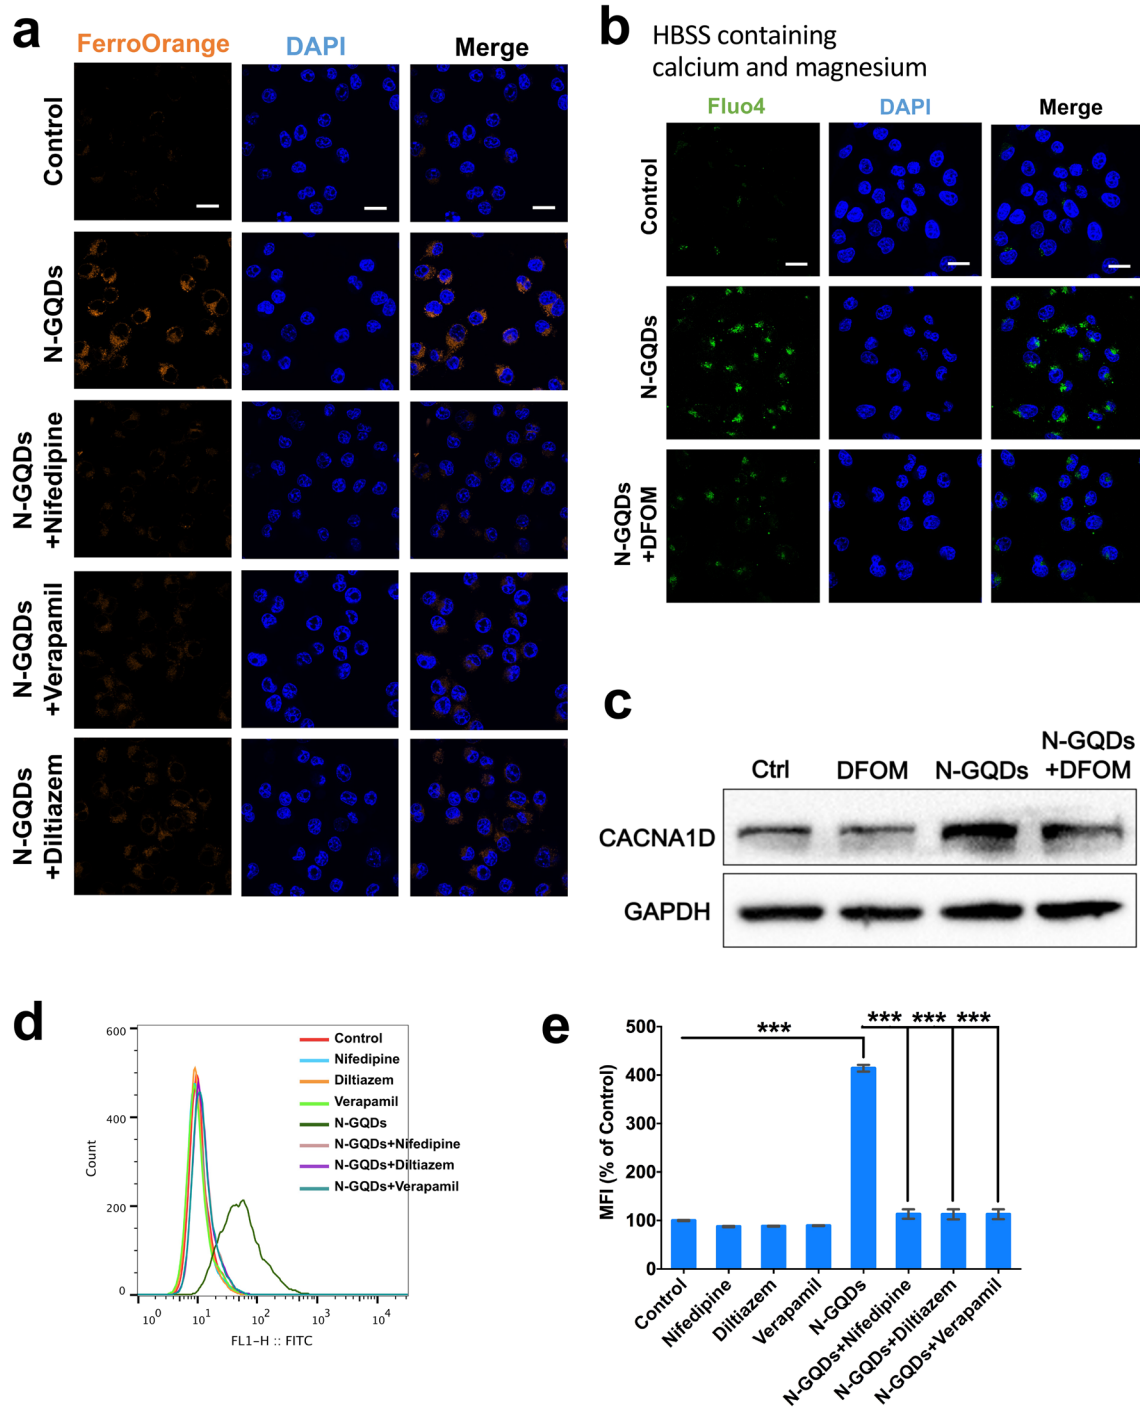 a
FerroOrange DAPI Merge
Control
N-GQDs
N-GQDs
+Nifedipine
N-GQDs
+Verapamil
N-GQDs
+Diltiazem
b
HBSS containing
calcium and magnesium
Fluo4 DAPI Merge
Control
N-GQDs
N-GQDs
+DFOM
c
Ctrl DFOM N-GQDs N-GQDs
+DFOM
CACNA1D
GAPDH
d
600
400
200
0
Count
10^0 10^1 10^2 10^3 10^4
FL1-H :: FITC
Control
Nifedipine
Diltiazem
Verapamil
N-GQDs
N-GQDs+Nifedipine
N-GQDs+Diltiazem
N-GQDs+Verapamil
e
MFI (% of Control)
500
400
300
200
100
0
***
*** *** ***
Control
Nifedipine
Diltiazem
Verapamil
N-GQDs
N-GQDs+Nifedipine
N-GQDs+Diltiazem
N-GQDs+Verapamil